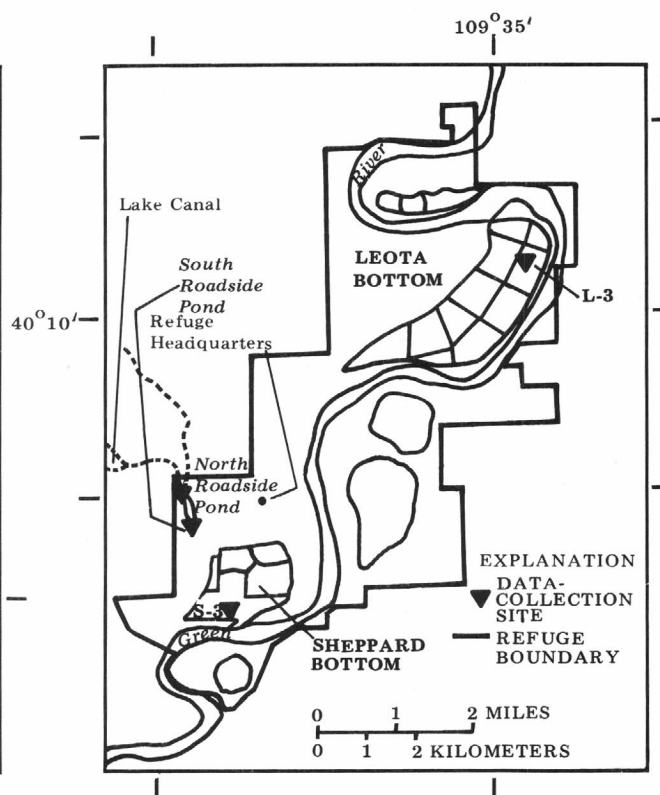 109°35'
River
Lake Canal
LEOTA
BOTTOM
South
Roadside
Pond
L-3
40°10'
Refuge
Headquarters
North
Roadside
Pond
EXPLANATION
DATA-
COLLECTION
SITE
S-3
Green
REFUGE
BOUNDARY
SHEPPARD
BOTTOM
0 1 2 MILES
0 1 2 KILOMETERS